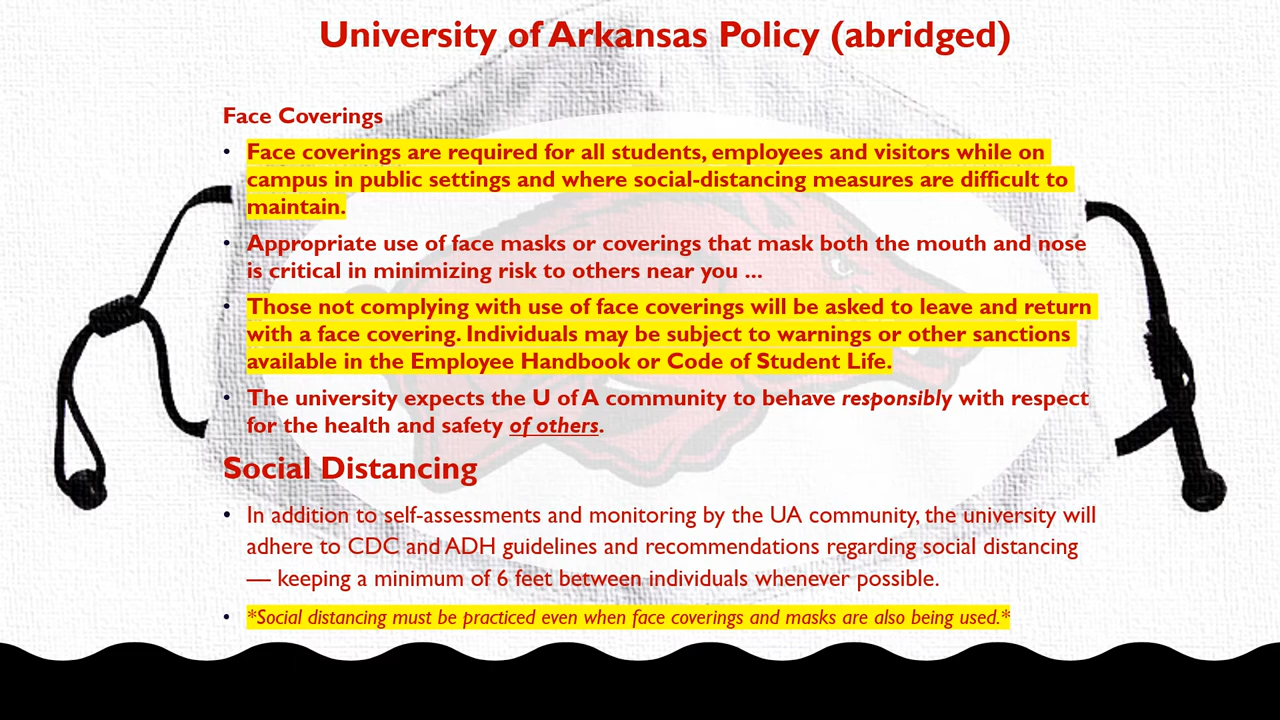 University of Arkansas Policy (abridged)
Face Coverings
• Face coverings are required for all students, employees and visitors while on
campus in public settings and where social-distancing measures are difficult to
maintain.
• Appropriate use of face masks or coverings that mask both the mouth and nose
is critical in minimizing risk to others near you ...
• Those not complying with use of face coverings will be asked to leave and return
with a face covering. Individuals may be subject to warnings or other sanctions
available in the Employee Handbook or Code of Student Life.
• The university expects the U of A community to behave responsibly with respect
for the health and safety of others.
Social Distancing
• In addition to self-assessments and monitoring by the UA community, the university will
adhere to CDC and ADH guidelines and recommendations regarding social distancing
— keeping a minimum of 6 feet between individuals whenever possible.
• *Social distancing must be practiced even when face coverings and masks are also being used.*